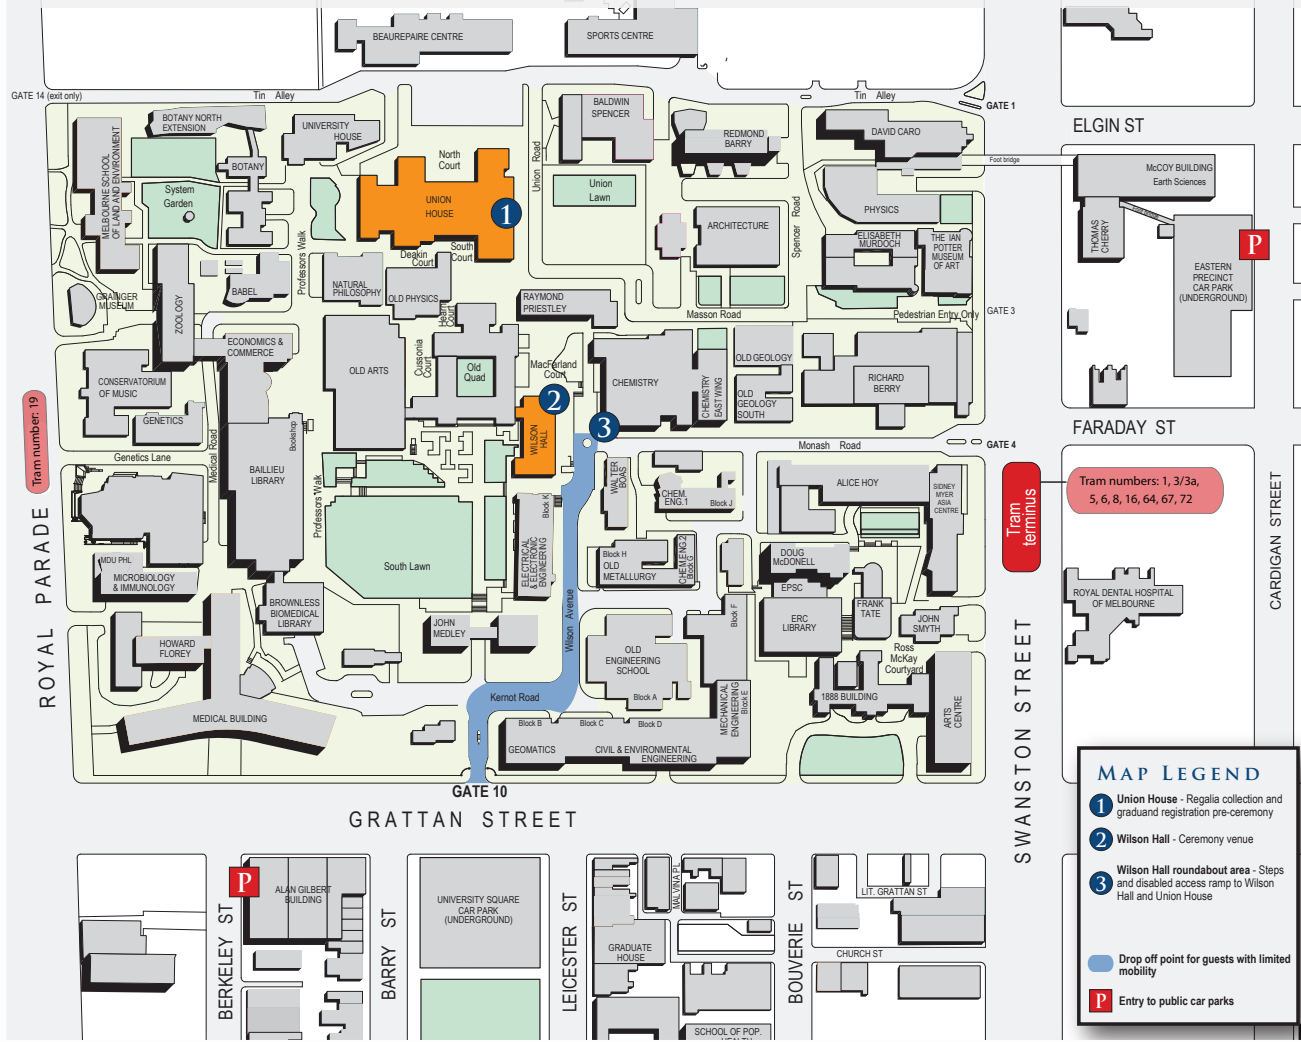 BEAUREPAIRE CENTRE
SPORTS CENTRE
GATE 14 (exit only)
Tin Alley
Tin Alley
GATE 1
BOTANY NORTH
EXTENSION
UNIVERSITY
HOUSE
BALDWIN
SPENCER
REDMOND
BARRY
DAVID CARO
ELGIN ST
MELBOURNE SCHOOL
OF LAND AND ENVIRONMENT
BOTANY
North
Court
Union Road
Foot bridge
McCOY BUILDING
Earth Sciences
System
Garden
UNION
HOUSE
1
Union
Lawn
PHYSICS
ARCHITECTURE
Spencer Road
THOMAS
CHERRY
P
Professors Walk
Deakin
Court
South
Court
ELISABETH
MURDOCH
THE IAN
POTTER
MUSEUM
OF ART
EASTERN
PRECINCT
CAR PARK
(UNDERGROUND)
GRAINGER
MUSEUM
ZOOLOGY
BABEL
NATURAL
PHILOSOPHY
OLD PHYSICS
Hearn
Court
RAYMOND
PRIESTLEY
Masson Road
Pedestrian Entry Only
GATE 3
ECONOMICS &
COMMERCE
OLD ARTS
Cussonia
Court
Old
Quad
MacFarland
Court
CHEMISTRY
CHEMISTRY
EAST WING
OLD GEOLOGY
OLD
GEOLOGY
SOUTH
RICHARD
BERRY
CONSERVATORIUM
OF MUSIC
GENETICS
Tram number: 19
2
WILSON
HALL
3
FARADAY ST
Genetics Lane
Medical Road
Bookshop
Monash Road
GATE 4
BAILLIEU
LIBRARY
Professors Walk
WALTER
BOAS
CHEM.
ENG.1
Block J
ALICE HOY
SIDNEY
MYER
ASIA
CENTRE
Tram
terminus
Tram numbers: 1, 3/3a,
5, 6, 8, 16, 64, 67, 72
CARDIGAN STREET
ROYAL PARADE
South Lawn
Block K
ELECTRICAL
& ELECTRONIC
ENGINEERING
Block H
OLD
METALLURGY
CHEM.ENG.2
Block G
DOUG
McDONELL
EPSC
MDU PHL
MICROBIOLOGY
& IMMUNOLOGY
BROWNLESS
BIOMEDICAL
LIBRARY
Wilson Avenue
Block F
ERC
LIBRARY
FRANK
TATE
JOHN
SMYTH
ROYAL DENTAL HOSPITAL
OF MELBOURNE
JOHN
MEDLEY
HOWARD
FLOREY
OLD
ENGINEERING
SCHOOL
Block A
Ross
McKay
Courtyard
1888 BUILDING
MEDICAL BUILDING
Kernot Road
Block B
Block C
Block D
MECHANICAL
ENGINEERING
Block E
ARTS
CENTRE
GEOMATICS
CIVIL & ENVIRONMENTAL
ENGINEERING
SWANSTON STREET
GATE 10
GRATTAN STREET
MAP LEGEND
1 Union House - Regalia collection and
graduand registration pre-ceremony
2 Wilson Hall - Ceremony venue
3 Wilson Hall roundabout area - Steps
and disabled access ramp to Wilson
Hall and Union House
Drop off point for guests with limited
mobility
P Entry to public car parks
P
ALAN GILBERT
BUILDING
BERKELEY ST
BARRY ST
UNIVERSITY SQUARE
CAR PARK
(UNDERGROUND)
LEICESTER ST
MALVINA PL
GRADUATE
HOUSE
BOUVERIE ST
LIT. GRATTAN ST
CHURCH ST
SCHOOL OF POP.